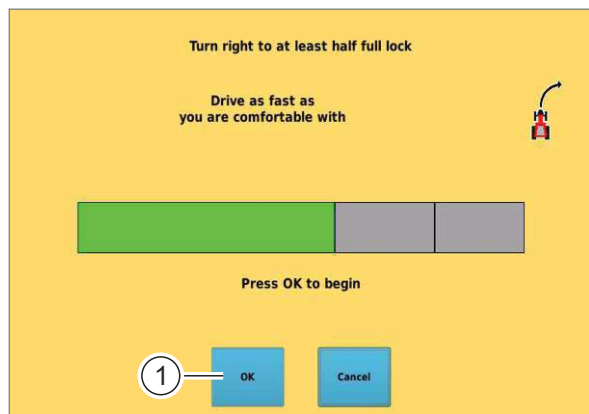 Turn right to at least half full lock
Drive as fast as
you are comfortable with
Press OK to begin
1
OK
Cancel